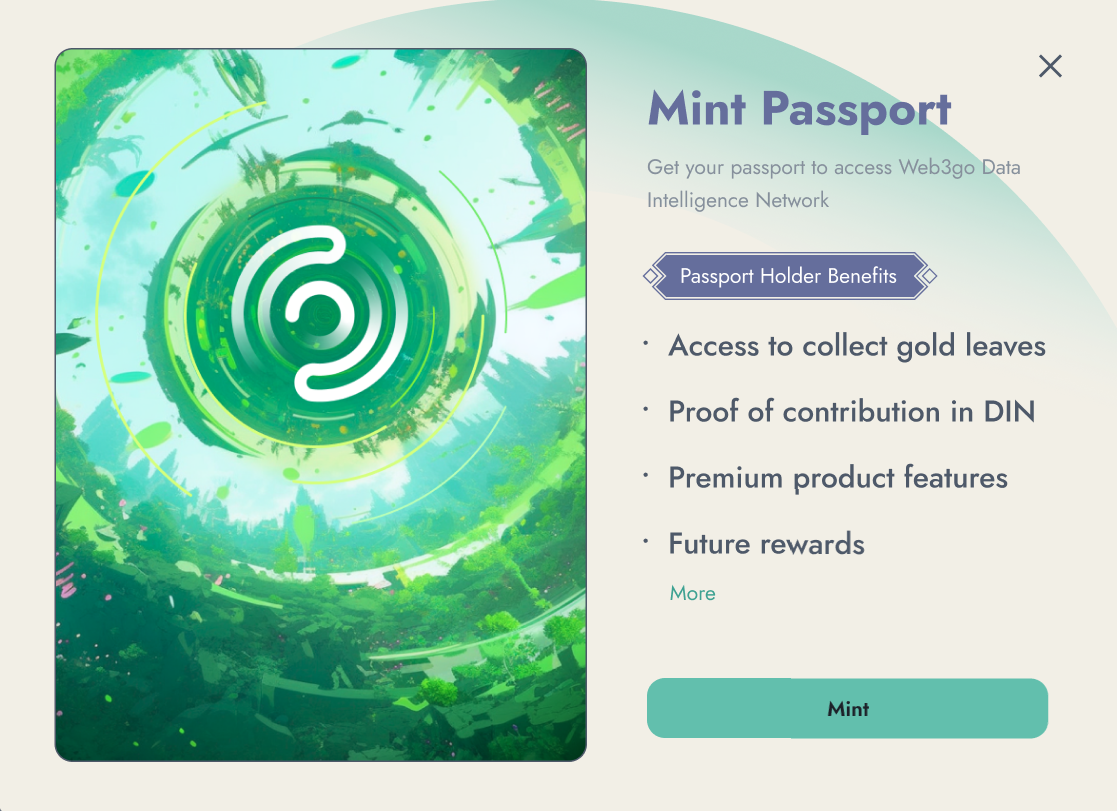 Mint Passport
Get your passport to access Web3go Data
Intelligence Network
Passport Holder Benefits
· Access to collect gold leaves
· Proof of contribution in DIN
· Premium product features
· Future rewards
More
Mint